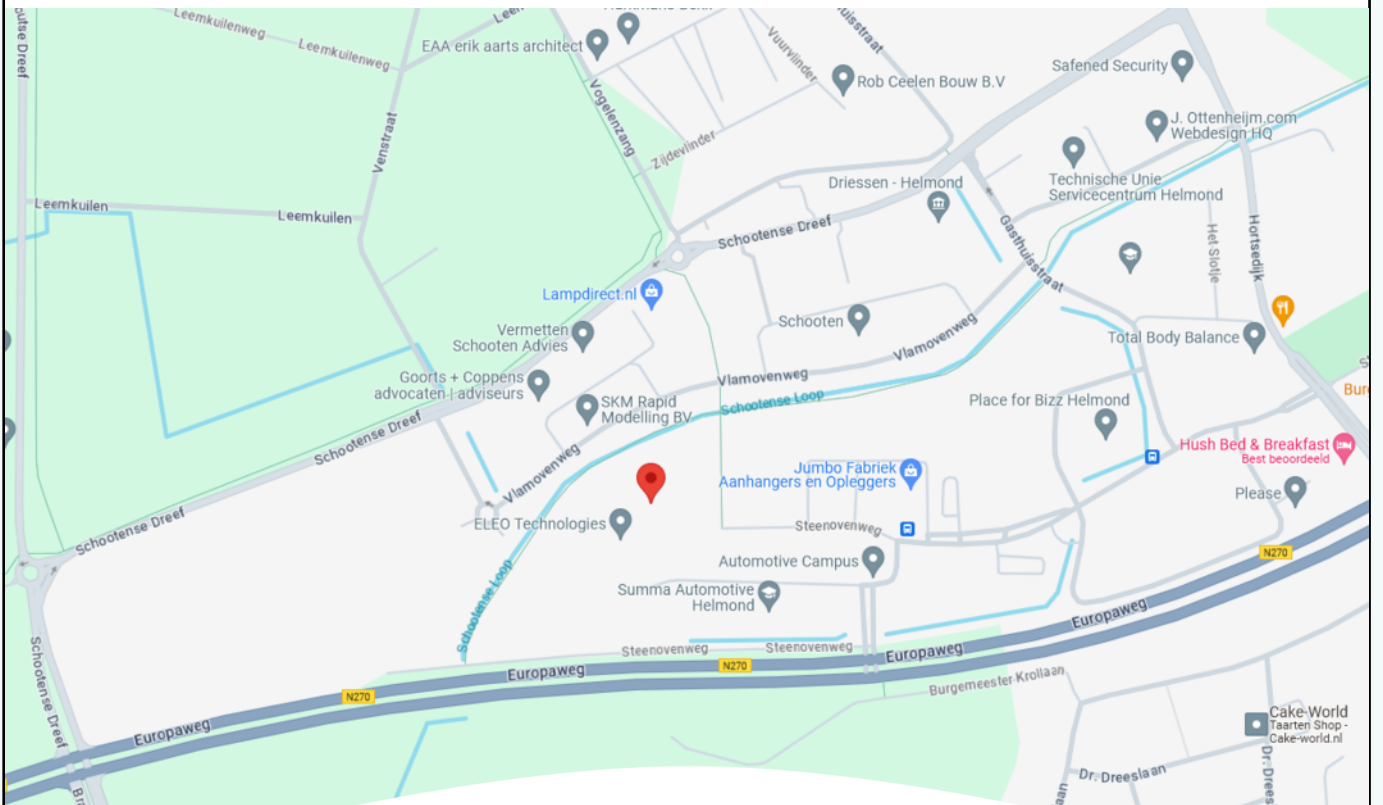 Leemkuilenweg
Leemkuilenweg
EAA erik aarts architect
Vuurvlinder
Rob Ceelen Bouw B.V
Safened Security
J. Ottenheijm.com
Webdesign HQ
Venstraat
Vogelenzang
Zijdevlinder
Technische Unie
Servicecentrum Helmond
Driessen - Helmond
Leemkuilen
Leemkuilen
Schootense Dreef
Gasthuisstraat
Het Slotje
Hortsedijk
Lampdirect.nl
Vermetten
Schooten Advies
Schooten
Vlamovenweg
Total Body Balance
Goorts + Coppens
advocaten | adviseurs
Vlamovenweg
SKM Rapid
Modelling BV
Schootense Loop
Place for Bizz Helmond
Schootense Dreef
Vlamovenweg
Jumbo Fabriek
Aanhangers en Opleggers
Hush Bed & Breakfast
Best beoordeeld
Please
Schootense Dreef
ELEO Technologies
Steenovenweg
N270
Automotive Campus
Summa Automotive
Helmond
Schootense Loop
Europaweg
Steenovenweg
Steenovenweg
Europaweg
Europaweg
N270
Schootense Dreef
N270
Burgemeester Krollaan
Europaweg
Cake-World
Taarten Shop -
Cake-world.nl
Dr. Dreeslaan
Dr. Drees